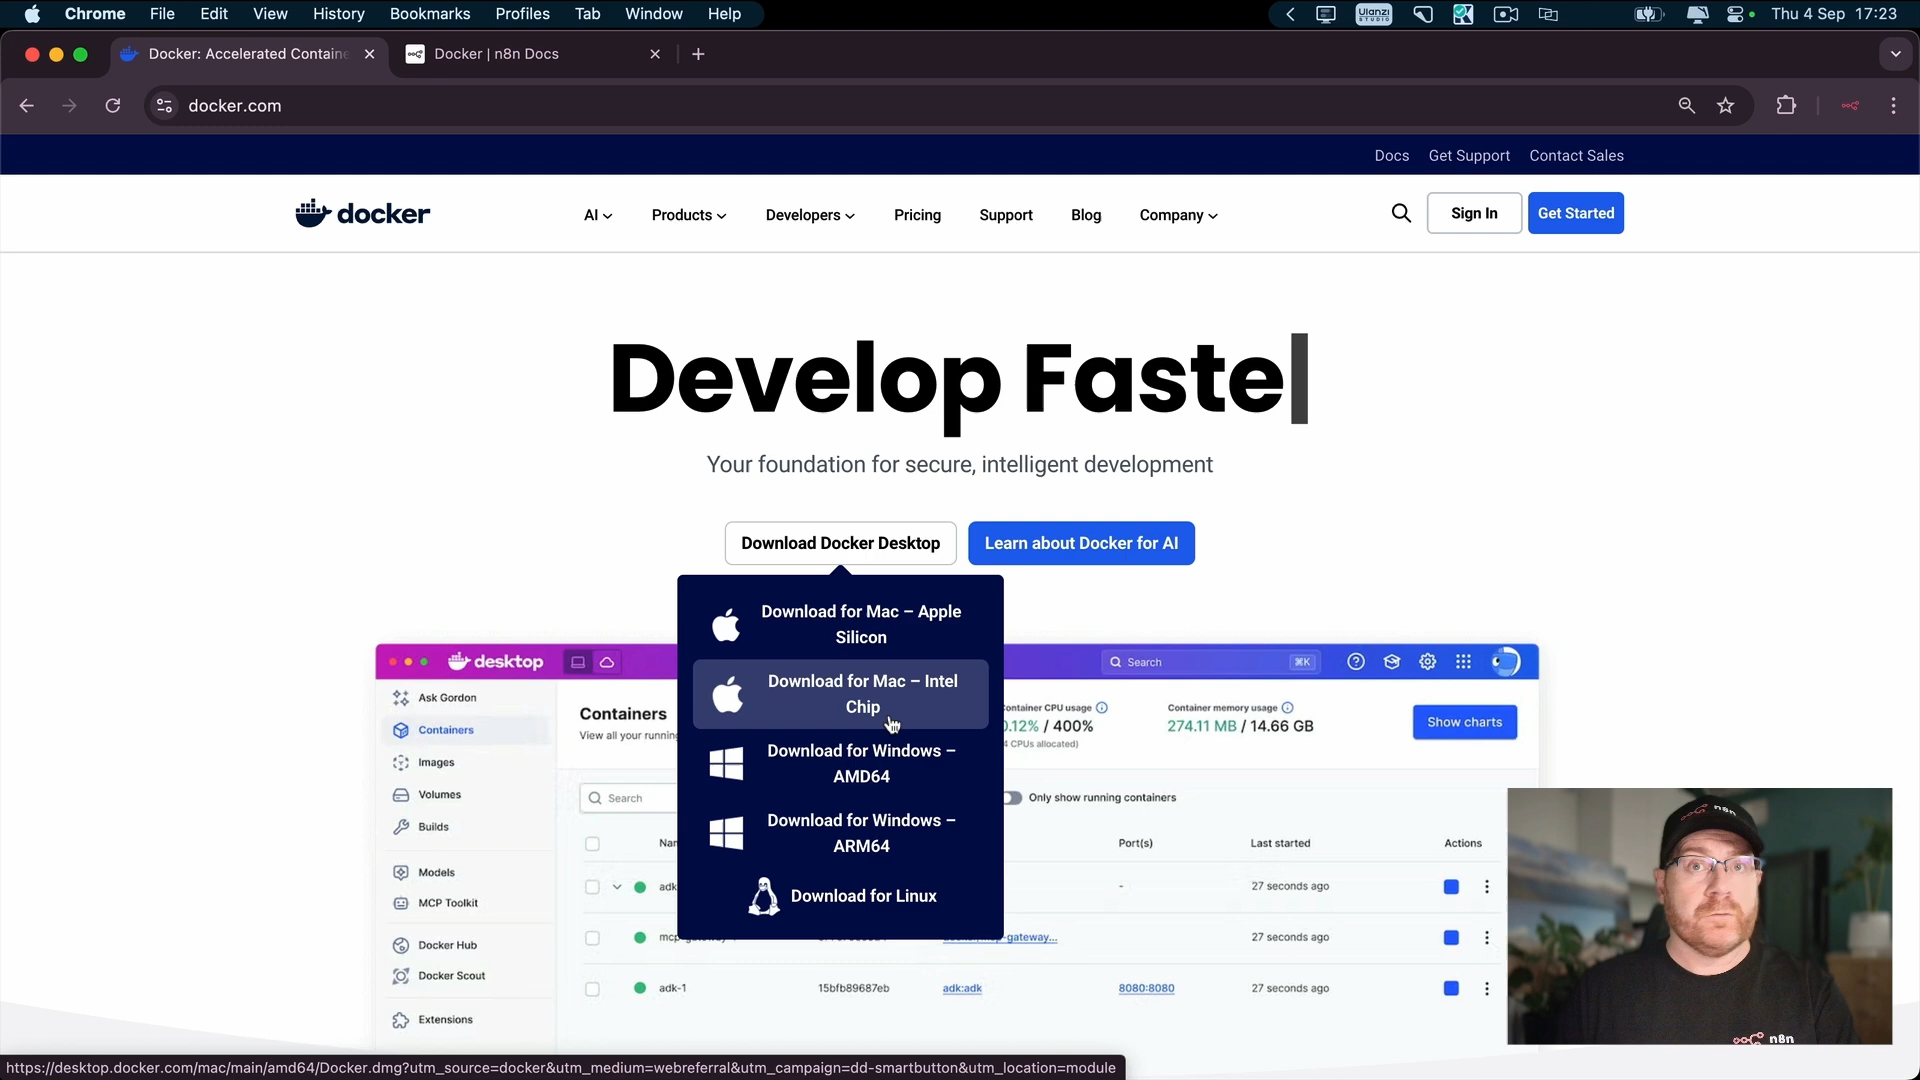 Chrome File Edit View History Bookmarks Profiles Tab Window Help
Ulanzi
STUDIO
Thu 4 Sep 17:23
Docker: Accelerated Containe
Docker | n8n Docs
docker.com
Docs Get Support Contact Sales
docker
AI Products Developers Pricing Support Blog Company
Sign In Get Started
Develop Faste
Your foundation for secure, intelligent development
Download Docker Desktop Learn about Docker for AI
Download for Mac – Apple
Silicon
Download for Mac – Intel
Chip
Download for Windows –
AMD64
Download for Windows –
ARM64
Download for Linux
desktop Search ⌘K
Ask Gordon
Containers
Images
Volumes
Builds
Models
MCP Toolkit
Docker Hub
Docker Scout
Extensions
Containers
View all your running
Container CPU usage Container memory usage
0.12% / 400% 274.11 MB / 14.66 GB
4 CPUs allocated)
Show charts
Search
Only show running containers
Port(s) Last started Actions
adk - 27 seconds ago
gateway... 27 seconds ago
adk-1 15bfb89687eb adk:adk 8080:8080 27 seconds ago
n8n
n8n
https://desktop.docker.com/mac/main/amd64/Docker.dmg?utm_source=docker&utm_medium=webreferral&utm_campaign=dd-smartbutton&utm_location=module